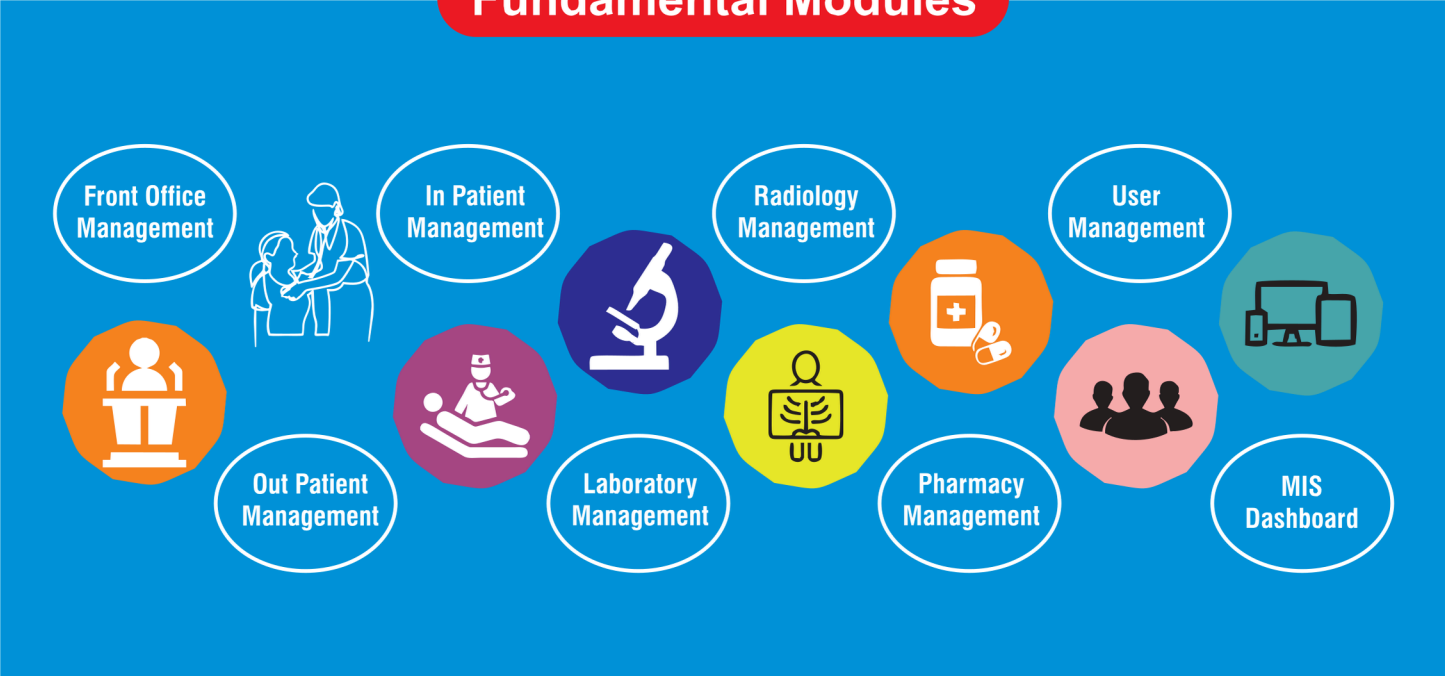 Fundamental Modules
Front Office
Management
In Patient
Management
Radiology
Management
User
Management
Out Patient
Management
Laboratory
Management
Pharmacy
Management
MIS
Dashboard